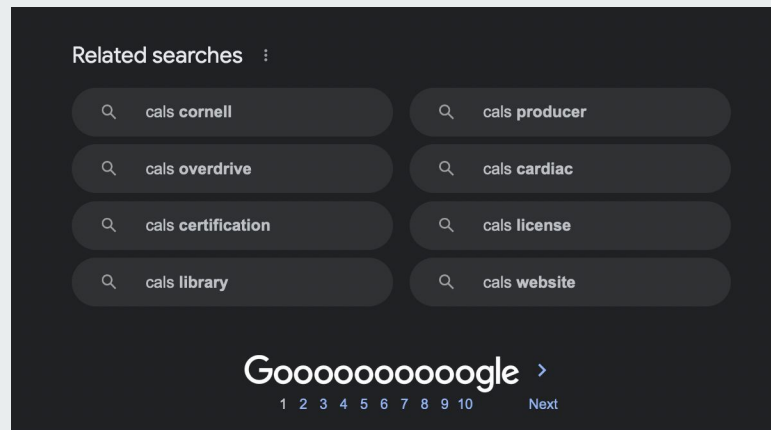 Related searches
cals cornell
cals producer
cals overdrive
cals cardiac
cals certification
cals license
cals library
cals website
Goooooooooogle
1 2 3 4 5 6 7 8 9 10 Next